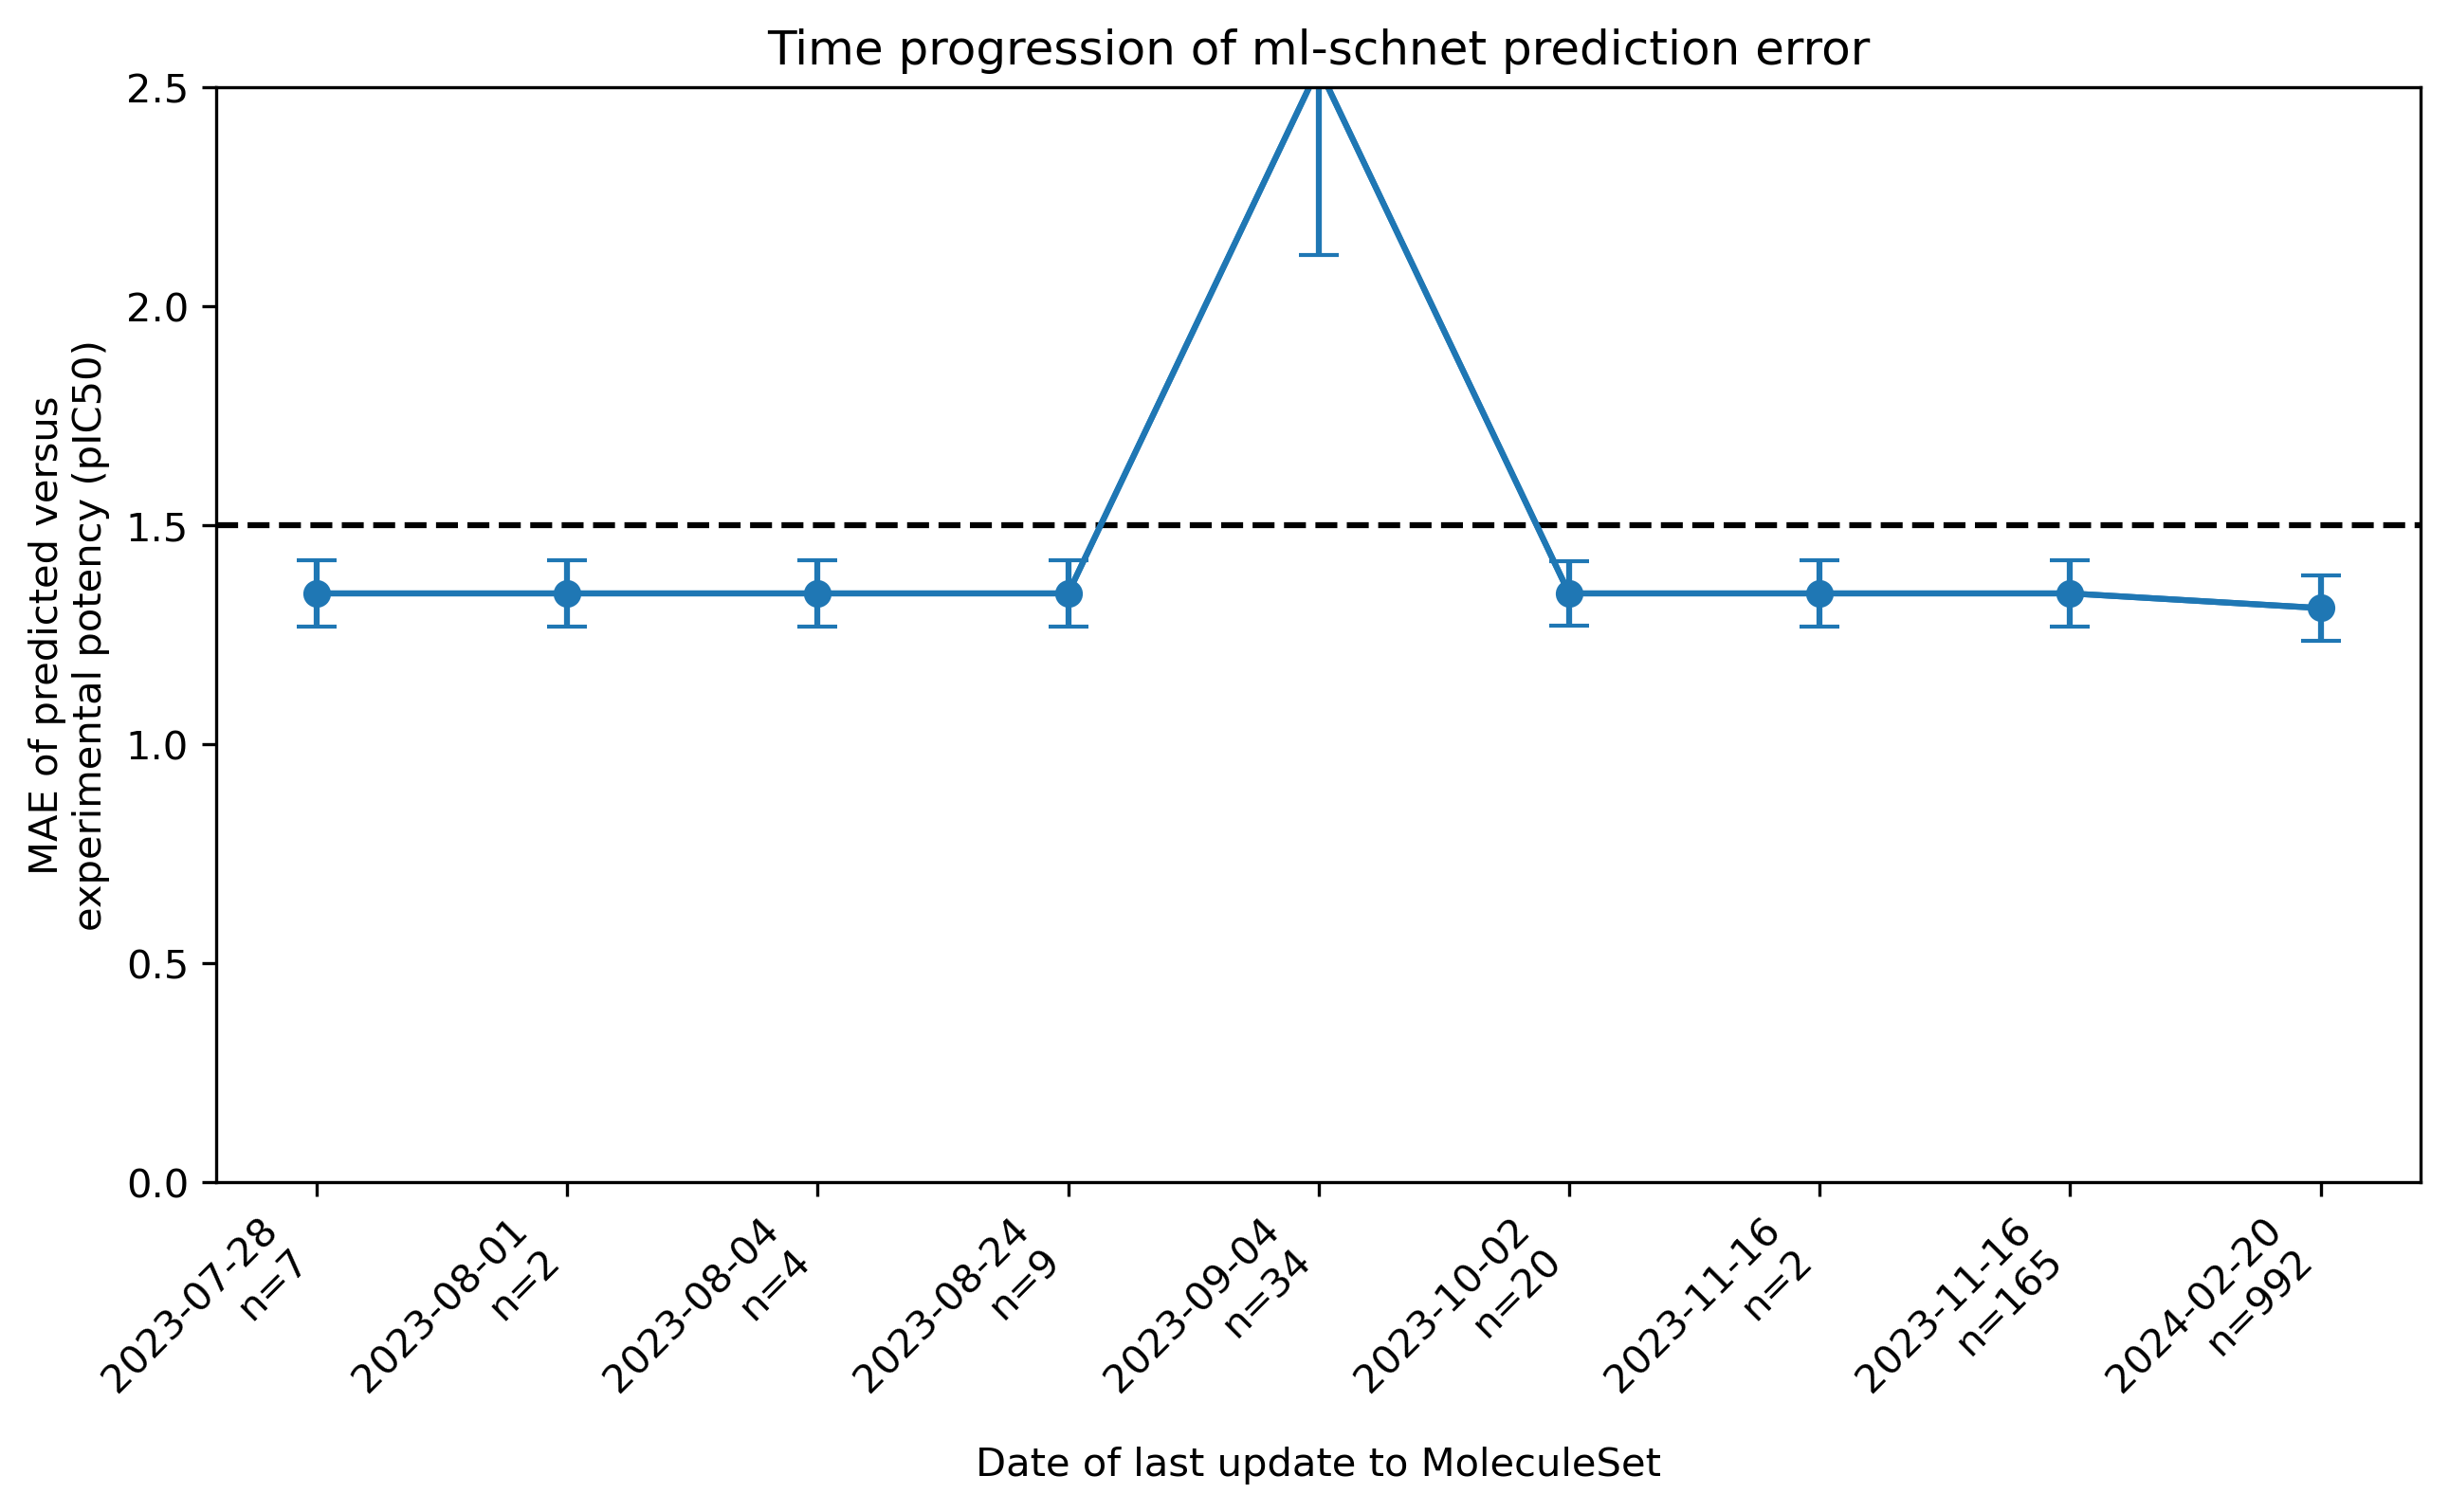 Time progression of ml-schnet prediction error
MAE of predicted versus
experimental potency (pIC50)
2.5
2.0
1.5
1.0
0.5
0.0
2023-07-28
n=7
2023-08-01
n=2
2023-08-04
n=4
2023-08-24
n=9
2023-09-04
n=34
2023-10-02
n=20
2023-11-16
n=2
2023-11-16
n=165
2024-02-20
n=992
Date of last update to MoleculeSet